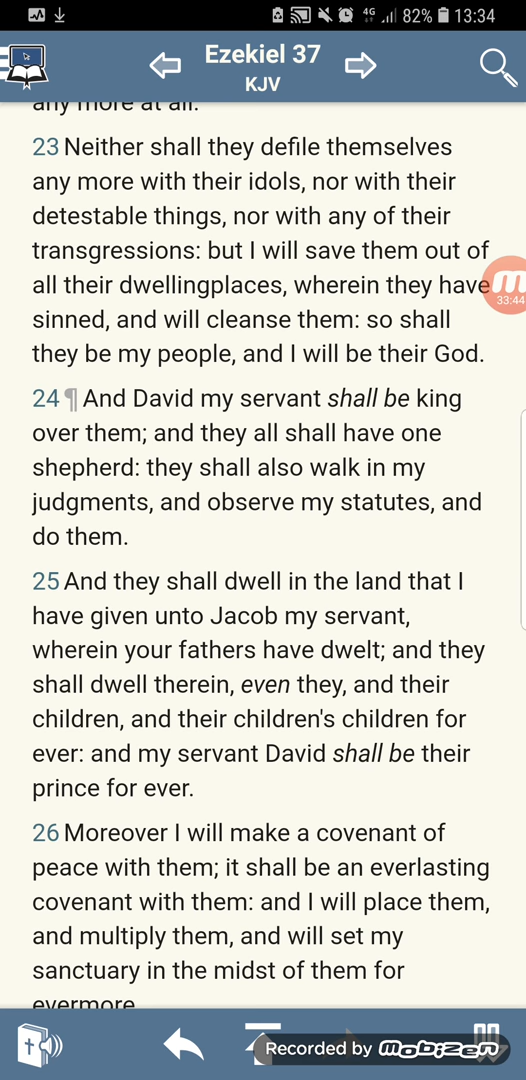 4G 82% 13:34
Ezekiel 37
KJV
any more at all.
23 Neither shall they defile themselves
any more with their idols, nor with their
detestable things, nor with any of their
transgressions: but I will save them out of
all their dwellingplaces, wherein they have
33:44
sinned, and will cleanse them: so shall
they be my people, and I will be their God.
24 ¶ And David my servant shall be king
over them; and they all shall have one
shepherd: they shall also walk in my
judgments, and observe my statutes, and
do them.
25 And they shall dwell in the land that I
have given unto Jacob my servant,
wherein your fathers have dwelt; and they
shall dwell therein, even they, and their
children, and their children's children for
ever: and my servant David shall be their
prince for ever.
26 Moreover I will make a covenant of
peace with them; it shall be an everlasting
covenant with them: and I will place them,
and multiply them, and will set my
sanctuary in the midst of them for
evermore
Recorded by mobizen